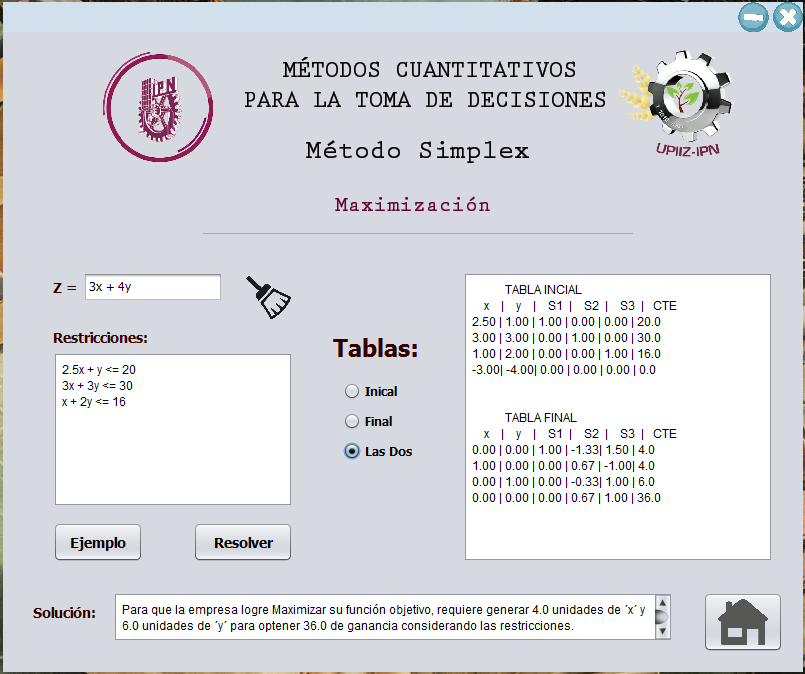 MÉTODOS CUANTITATIVOS
PARA LA TOMA DE DECISIONES
Método Simplex
Maximización
IPN
UPIIZ-IPN
Z =
3x + 4y
Restricciones:
2.5x + y <= 20
3x + 3y <= 30
x + 2y <= 16
Ejemplo
Resolver
Tablas:
Inical
Final
Las Dos
TABLA INCIAL
x | y | S1 | S2 | S3 | CTE
2.50 | 1.00 | 1.00 | 0.00 | 0.00 | 20.0
3.00 | 3.00 | 0.00 | 1.00 | 0.00 | 30.0
1.00 | 2.00 | 0.00 | 0.00 | 1.00 | 16.0
-3.00| -4.00| 0.00 | 0.00 | 0.00 | 0.0
TABLA FINAL
x | y | S1 | S2 | S3 | CTE
0.00 | 0.00 | 1.00 | -1.33| 1.50 | 4.0
1.00 | 0.00 | 0.00 | 0.67 | -1.00| 4.0
0.00 | 1.00 | 0.00 | -0.33| 1.00 | 6.0
0.00 | 0.00 | 0.00 | 0.67 | 1.00 | 36.0
Solución:
Para que la empresa logre Maximizar su función objetivo, requiere generar 4.0 unidades de ´x´ y
6.0 unidades de ´y´ para optener 36.0 de ganancia considerando las restricciones.